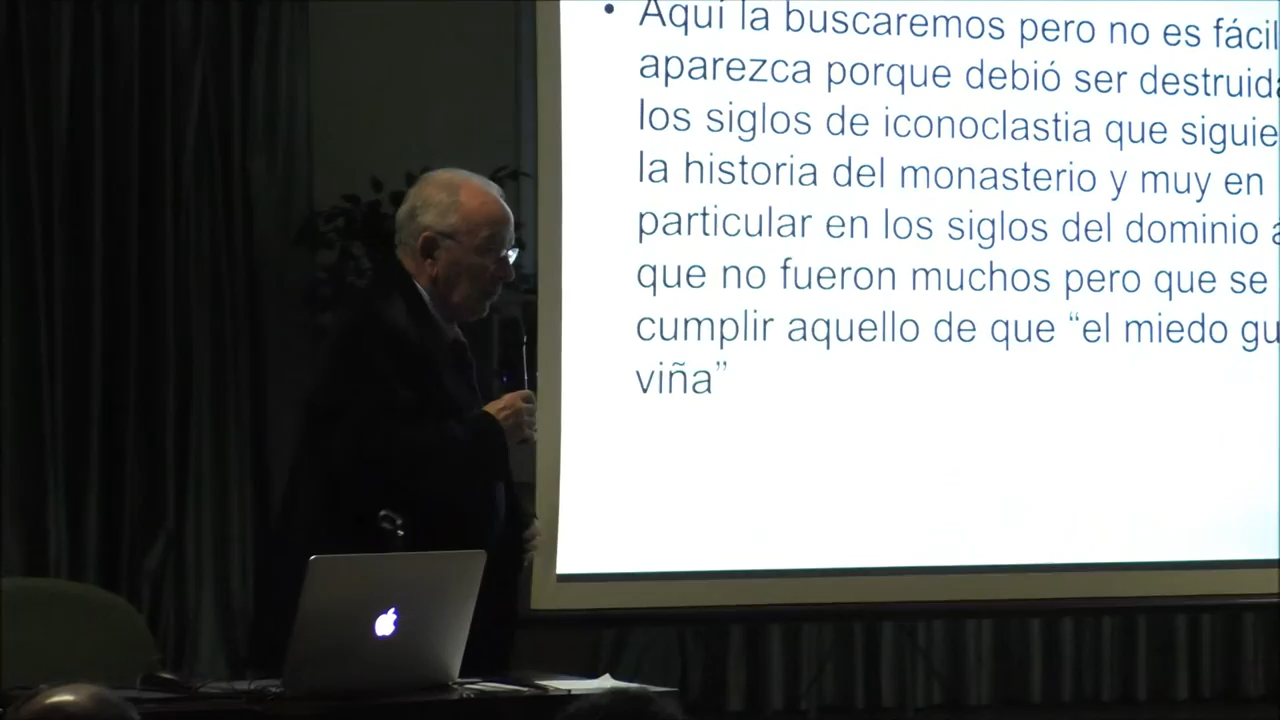 • Aquí la buscaremos pero no es fácil
aparezca porque debió ser destruida
los siglos de iconoclastia que siguie
la historia del monasterio y muy en
particular en los siglos del dominio a
que no fueron muchos pero que se
cumplir aquello de que “el miedo gu
viña”